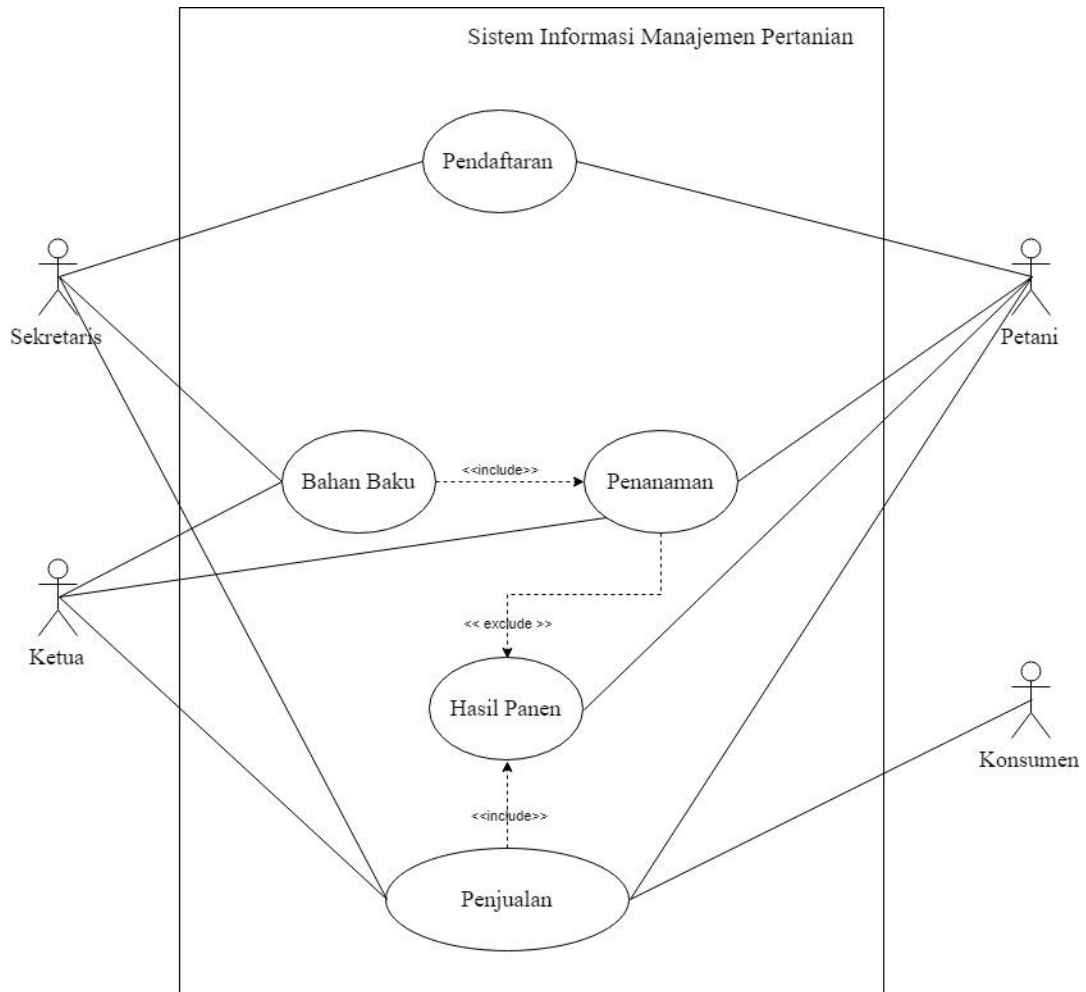 Sistem Informasi Manajemen Pertanian
Pendaftaran
Sekretaris
Petani
Bahan Baku
<<include>>
Penanaman
Ketua
<< exclude >>
Hasil Panen
Konsumen
<<include>>
Penjualan